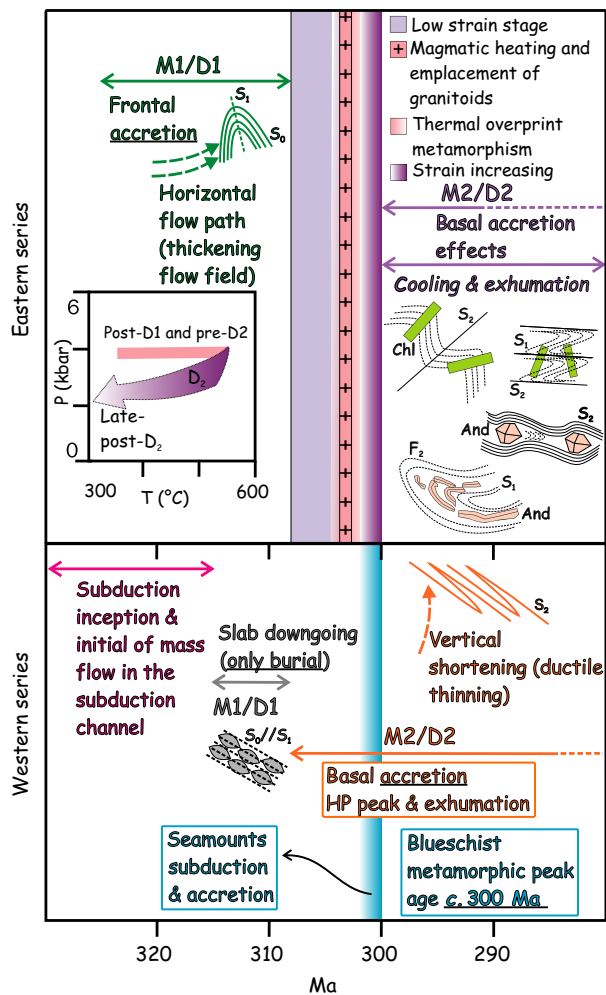 Low strain stage
Magmatic heating and
emplacement of
granitoids
Thermal overprint
metamorphism
Strain increasing
M1/D1
Frontal
accretion
S1
S0
Horizontal
flow path
(thickening
flow field)
M2/D2
Basal accretion
effects
Cooling & exhumation
Chl
S2
S1
S2
And
S2
F2
S1
And
Eastern series
6
P (kbar)
0
Post-D1 and pre-D2
D2
Late-
post-D2
300
T (°C)
600
Western series
Subduction
inception &
initial of mass
flow in the
subduction
channel
Slab downgoing
(only burial)
M1/D1
S0//S1
S2
Vertical
shortening (ductile
thinning)
M2/D2
Basal accretion
HP peak & exhumation
Seamounts
subduction
& accretion
Blueschist
metamorphic peak
age c. 300 Ma
320
310
300
290
Ma